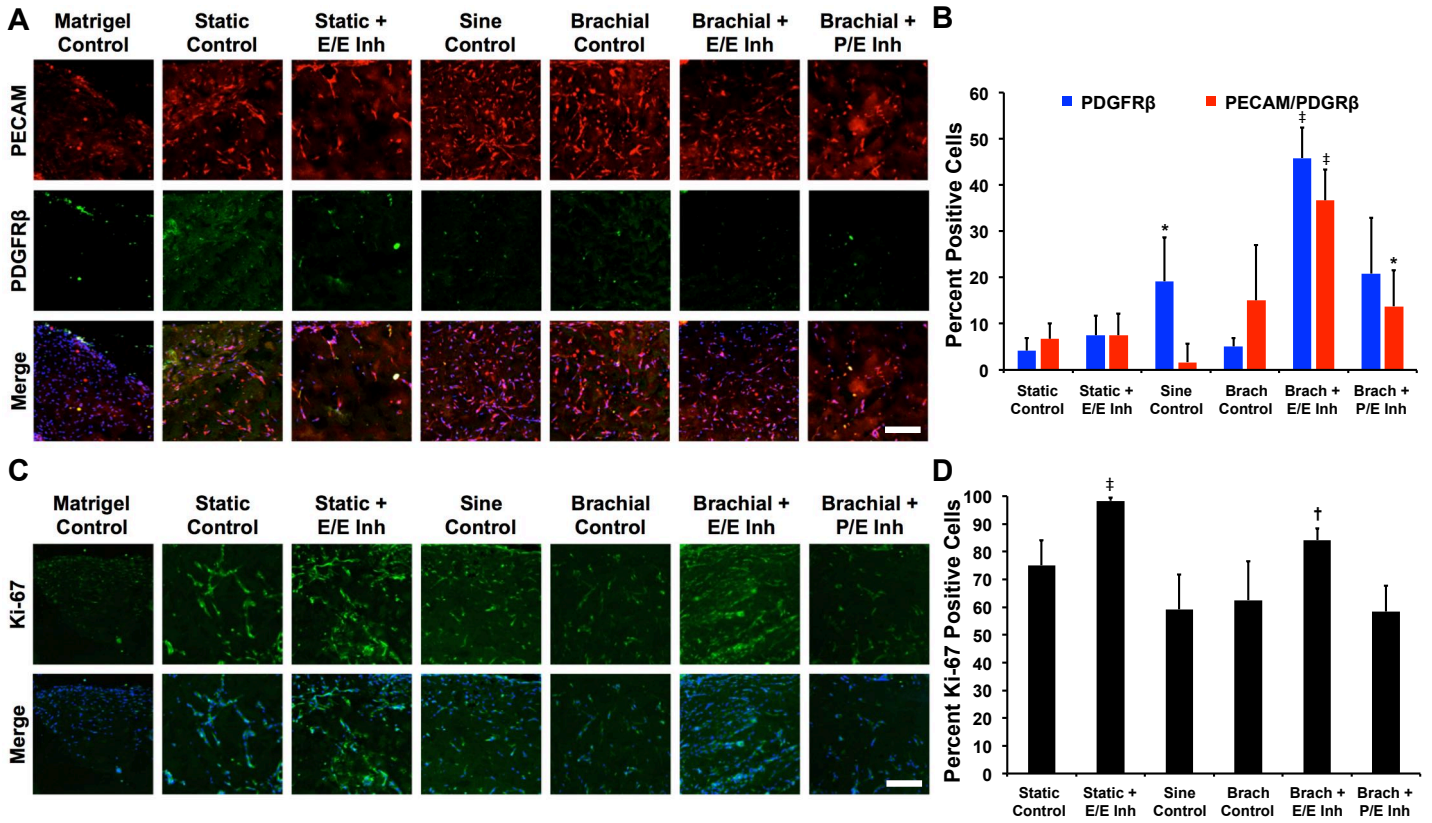 A
Matrigel Control
Static Control
Static + E/E Inh
Sine Control
Brachial Control
Brachial + E/E Inh
Brachial + P/E Inh
PECAM
PDGFRβ
Merge
B
Percent Positive Cells
60
50
40
30
20
10
0
PDGFRβ
PECAM/PDGRβ
*
‡
‡
*
Static Control
Static + E/E Inh
Sine Control
Brach Control
Brach + E/E Inh
Brach + P/E Inh
C
Matrigel Control
Static Control
Static + E/E Inh
Sine Control
Brachial Control
Brachial + E/E Inh
Brachial + P/E Inh
Ki-67
Merge
D
Percent Ki-67 Positive Cells
100
90
80
70
60
50
40
30
20
10
0
‡
†
Static Control
Static + E/E Inh
Sine Control
Brach Control
Brach + E/E Inh
Brach + P/E Inh